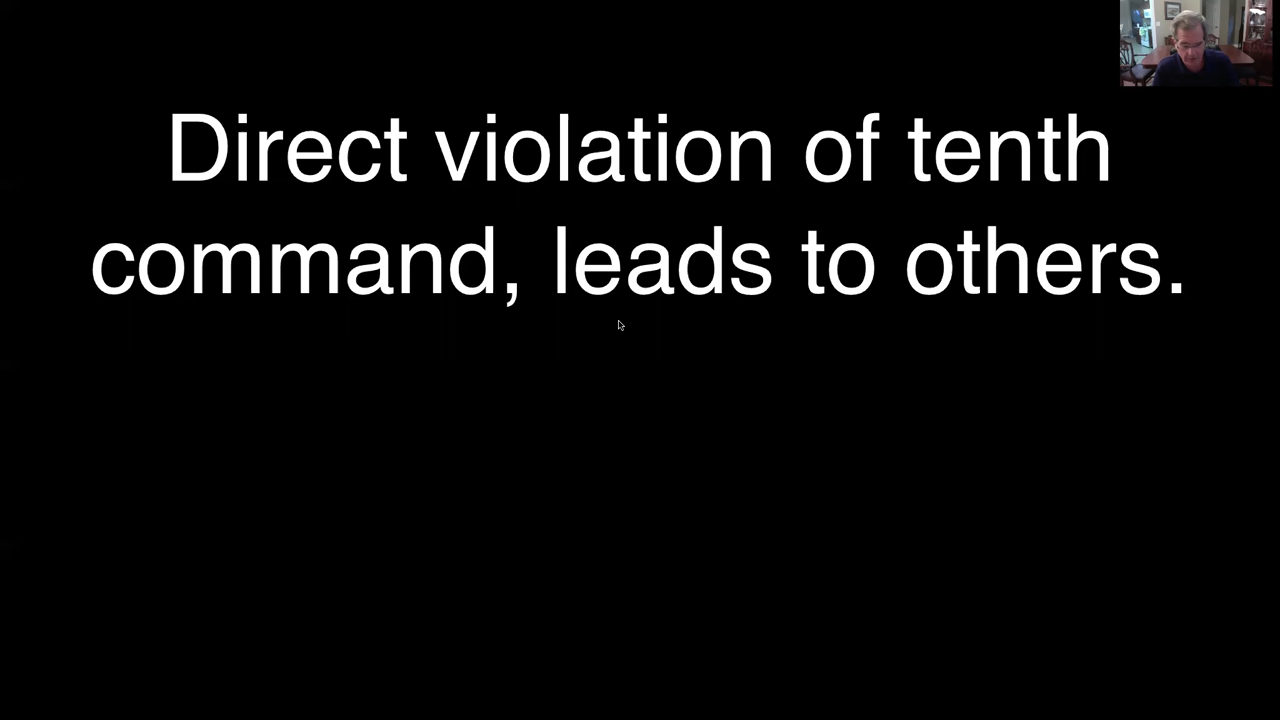 Direct violation of tenth
command, leads to others.